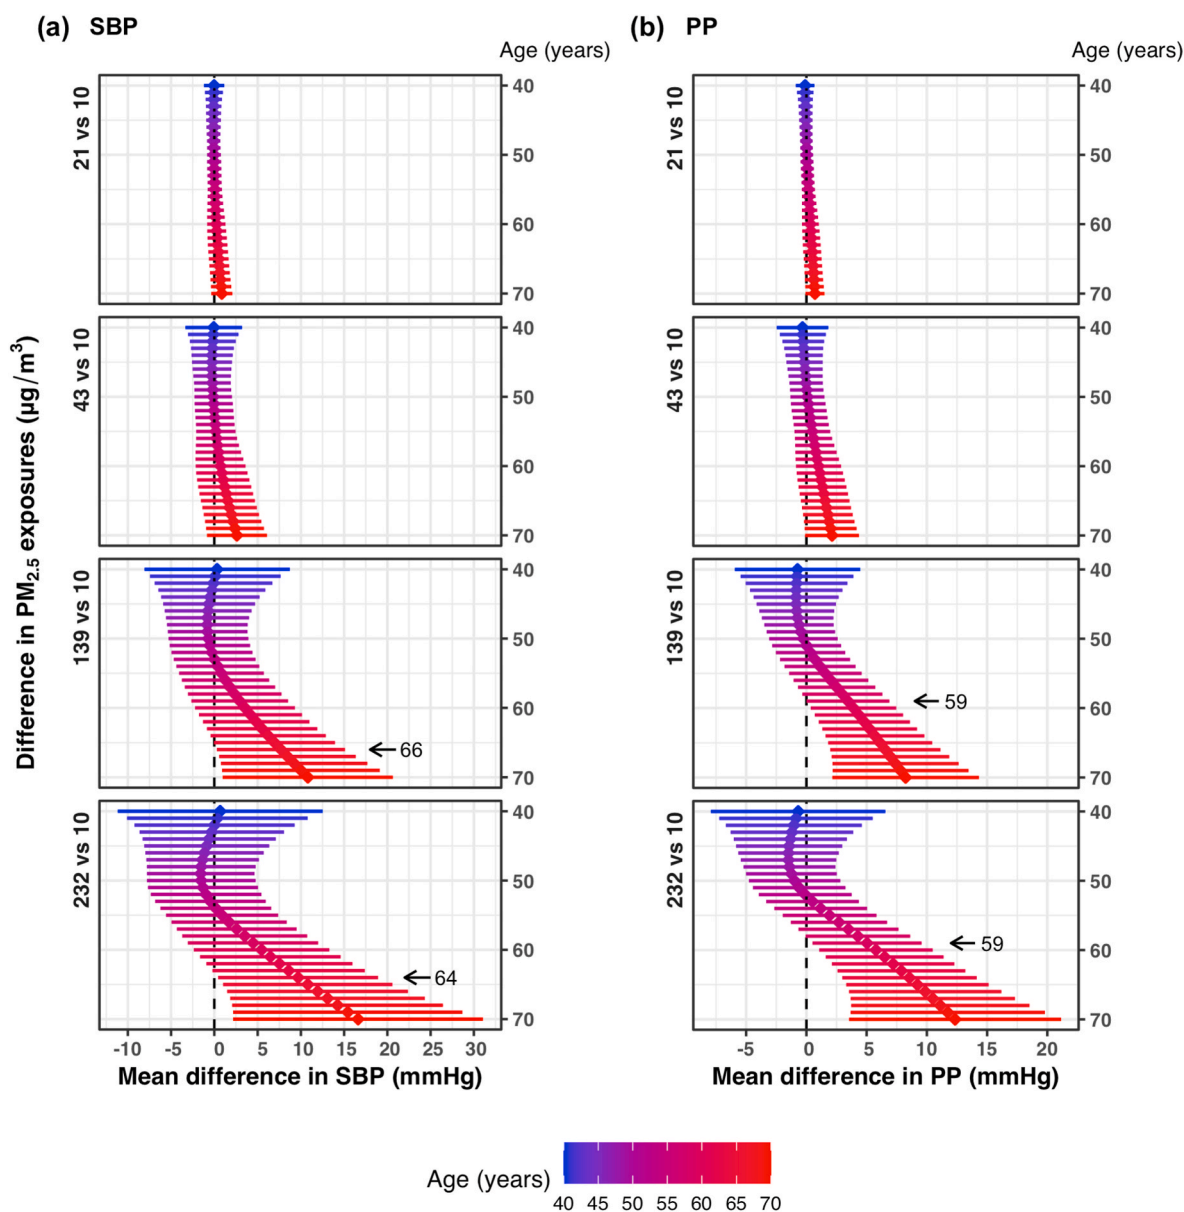 (a) SBP
(b) PP
Age (years)
Age (years)
Difference in PM2.5 exposures (µg/m³)
21 vs 10
40
50
60
70
21 vs 10
40
50
60
70
43 vs 10
40
50
60
70
43 vs 10
40
50
60
70
139 vs 10
40
50
60
66
70
139 vs 10
40
50
59
60
70
232 vs 10
40
50
60
64
70
232 vs 10
40
50
59
60
70
-10 -5 0 5 10 15 20 25 30
-5 0 5 10 15 20
Mean difference in SBP (mmHg)
Mean difference in PP (mmHg)
Age (years)
40 45 50 55 60 65 70